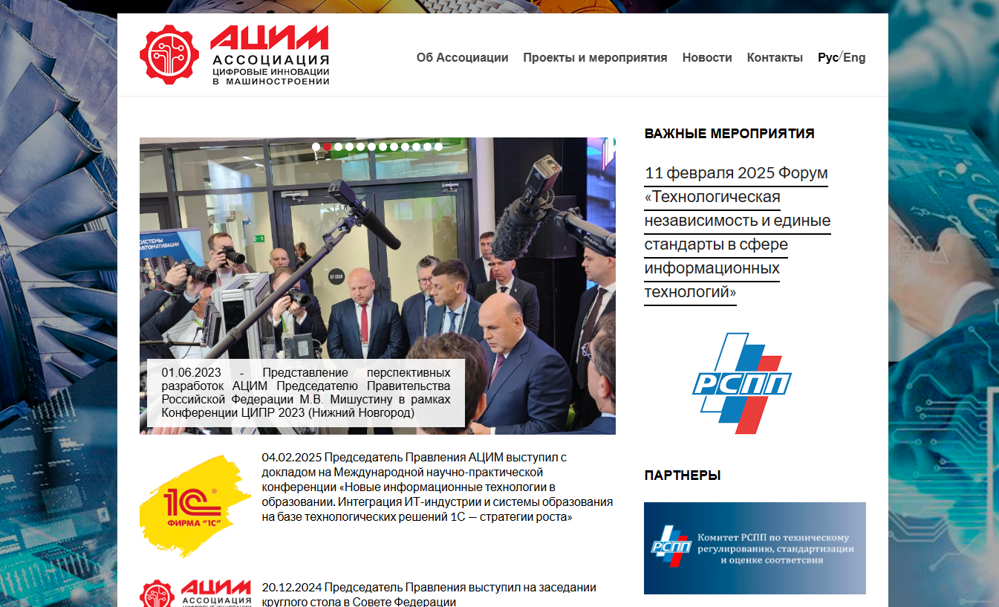 АЦИМ
АССОЦИАЦИЯ
ЦИФРОВЫЕ ИННОВАЦИИ
В МАШИНОСТРОЕНИИ
Об Ассоциации Проекты и мероприятия Новости Контакты Рус/Eng
СИСТЕМЫ
АВТОМАТИЗАЦИИ
01.06.2023 - Представление перспективных
разработок АЦИМ Председателю Правительства
Российской Федерации М.В. Мишустину в рамках
Конференции ЦИПР 2023 (Нижний Новгород)
1С®
ФИРМА "1С"
04.02.2025 Председатель Правления АЦИМ выступил с
докладом на Международной научно-практической
конференции «Новые информационные технологии в
образовании. Интеграция ИТ-индустрии и системы образования
на базе технологических решений 1С — стратегии роста»
АЦИМ
АССОЦИАЦИЯ
ЦИФРОВЫЕ ИННОВАЦИИ
20.12.2024 Председатель Правления выступил на заседании
круглого стола в Совете Федерации
ВАЖНЫЕ МЕРОПРИЯТИЯ
11 февраля 2025 Форум
«Технологическая
независимость и единые
стандарты в сфере
информационных
технологий»
РСПП
ПАРТНЕРЫ
РСПП
Комитет РСПП по техническому
регулированию, стандартизации
и оценке соответсвия